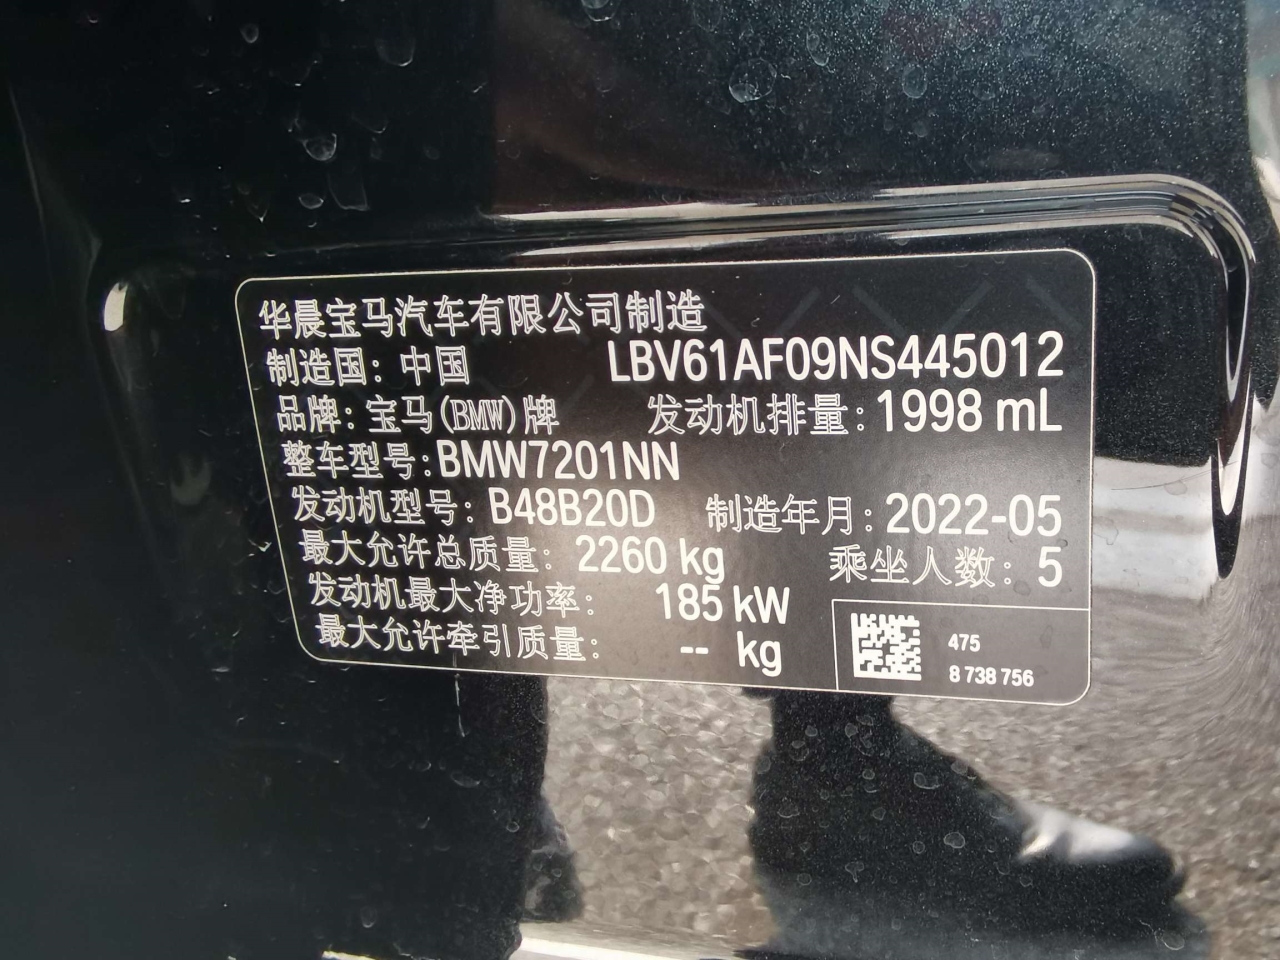 华晨宝马汽车有限公司制造
制造国：中国 LBV61AF09NS445012
品牌：宝马(BMW)牌 发动机排量：1998 mL
整车型号：BMW7201NN
发动机型号：B48B20D 制造年月：2022-05
最大允许总质量：2260 kg 乘坐人数：5
发动机最大净功率：185 kW
最大允许牵引质量：-- kg
475
8 738 756